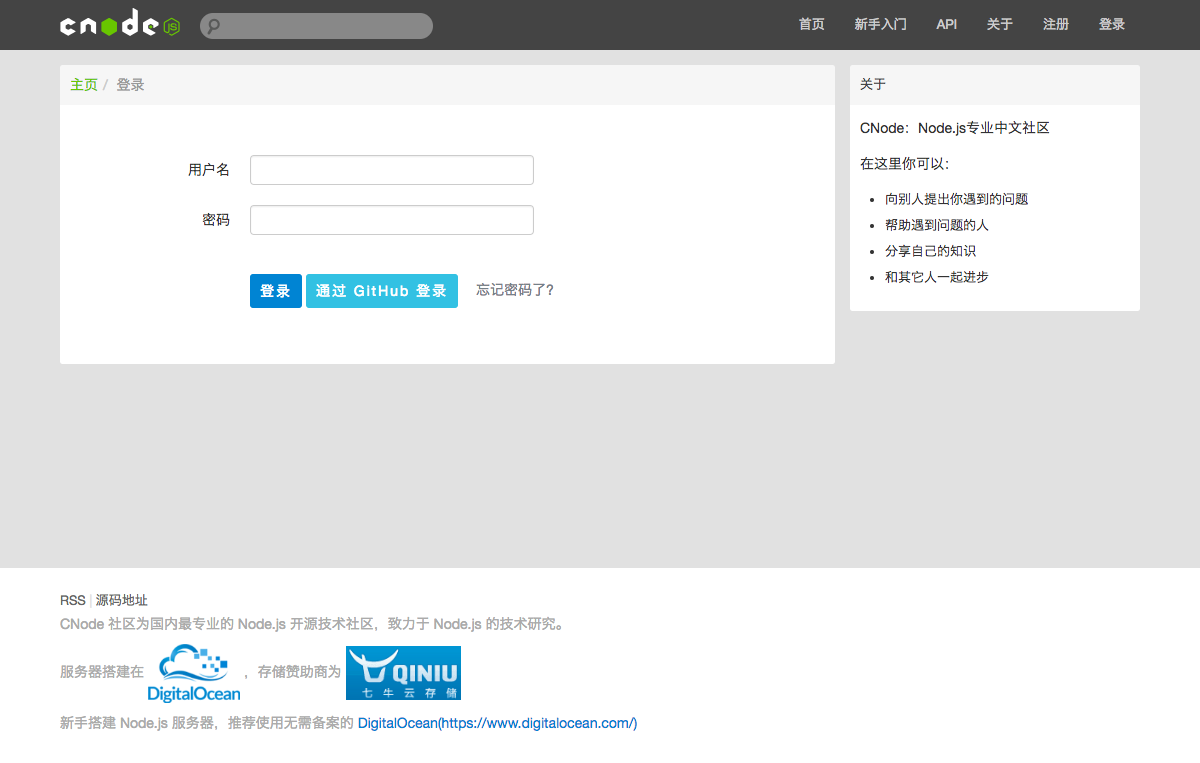 cnodeJS
首页 新手入门 API 关于 注册 登录
主页 / 登录
用户名
密码
登录 通过 GitHub 登录 忘记密码了?
关于
CNode：Node.js专业中文社区
在这里你可以：
向别人提出你遇到的问题
帮助遇到问题的人
分享自己的知识
和其它人一起进步
RSS | 源码地址
CNode 社区为国内最专业的 Node.js 开源技术社区，致力于 Node.js 的技术研究。
服务器搭建在 DigitalOcean ，存储赞助商为 QINIU
七牛云存储
新手搭建 Node.js 服务器，推荐使用无需备案的 DigitalOcean(https://www.digitalocean.com/)